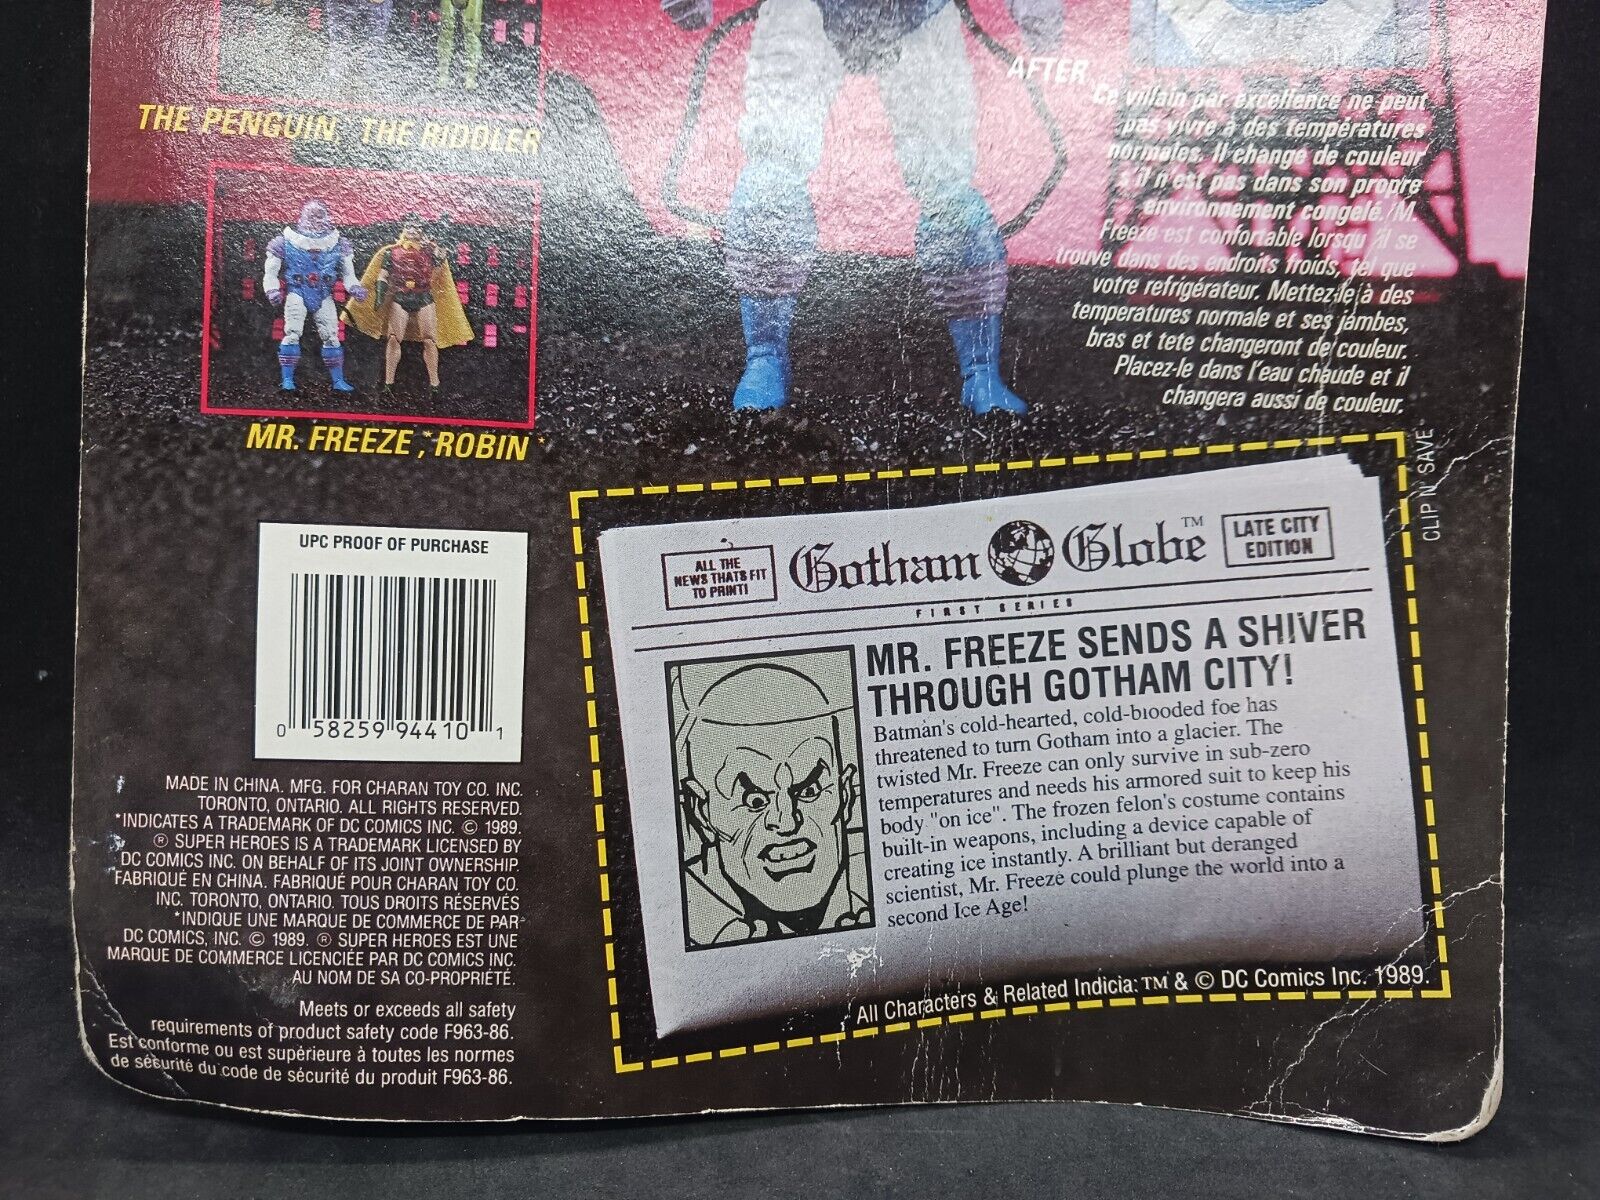 THE PENGUIN, THE RIDDLER
MR. FREEZE*, ROBIN*
AFTER
Ce villain par excellence ne peut
pas vivre à des températures
normales. Il change de couleur
s'il n'est pas dans son propre
environnement congelé. M.
Freeze est confortable lorsqu'il se
trouve dans des endroits froids, tel que
votre refrigérateur. Mettez-le à des
temperatures normale et ses jambes,
bras et tete changeront de couleur.
Placez-le dans l'eau chaude et il
changera aussi de couleur.
CLIP N' SAVE
UPC PROOF OF PURCHASE
0 58259 94410 1
MADE IN CHINA. MFG. FOR CHARAN TOY CO. INC.
TORONTO, ONTARIO. ALL RIGHTS RESERVED.
*INDICATES A TRADEMARK OF DC COMICS INC. © 1989.
® SUPER HEROES IS A TRADEMARK LICENSED BY
DC COMICS INC. ON BEHALF OF ITS JOINT OWNERSHIP.
FABRIQUÉ EN CHINA. FABRIQUÉ POUR CHARAN TOY CO.
INC. TORONTO, ONTARIO. TOUS DROITS RÉSERVÉS
*INDIQUE UNE MARQUE DE COMMERCE DE PAR
DC COMICS, INC. © 1989. ® SUPER HEROES EST UNE
MARQUE DE COMMERCE LICENCIÉE PAR DC COMICS INC.
AU NOM DE SA CO-PROPRIÉTÉ.
Meets or exceeds all safety
requirements of product safety code F963-86.
Est conforme ou est supérieure à toutes les normes
de sécurité du code de sécurité du produit F963-86.
ALL THE
NEWS THATS FIT
TO PRINT!
Gotham Globe™
LATE CITY
EDITION
FIRST SERIES
MR. FREEZE SENDS A SHIVER
THROUGH GOTHAM CITY!
Batman's cold-hearted, cold-blooded foe has
threatened to turn Gotham into a glacier. The
twisted Mr. Freeze can only survive in sub-zero
temperatures and needs his armored suit to keep his
body "on ice". The frozen felon's costume contains
built-in weapons, including a device capable of
creating ice instantly. A brilliant but deranged
scientist, Mr. Freeze could plunge the world into a
second Ice Age!
All Characters & Related Indicia: TM & © DC Comics Inc. 1989.